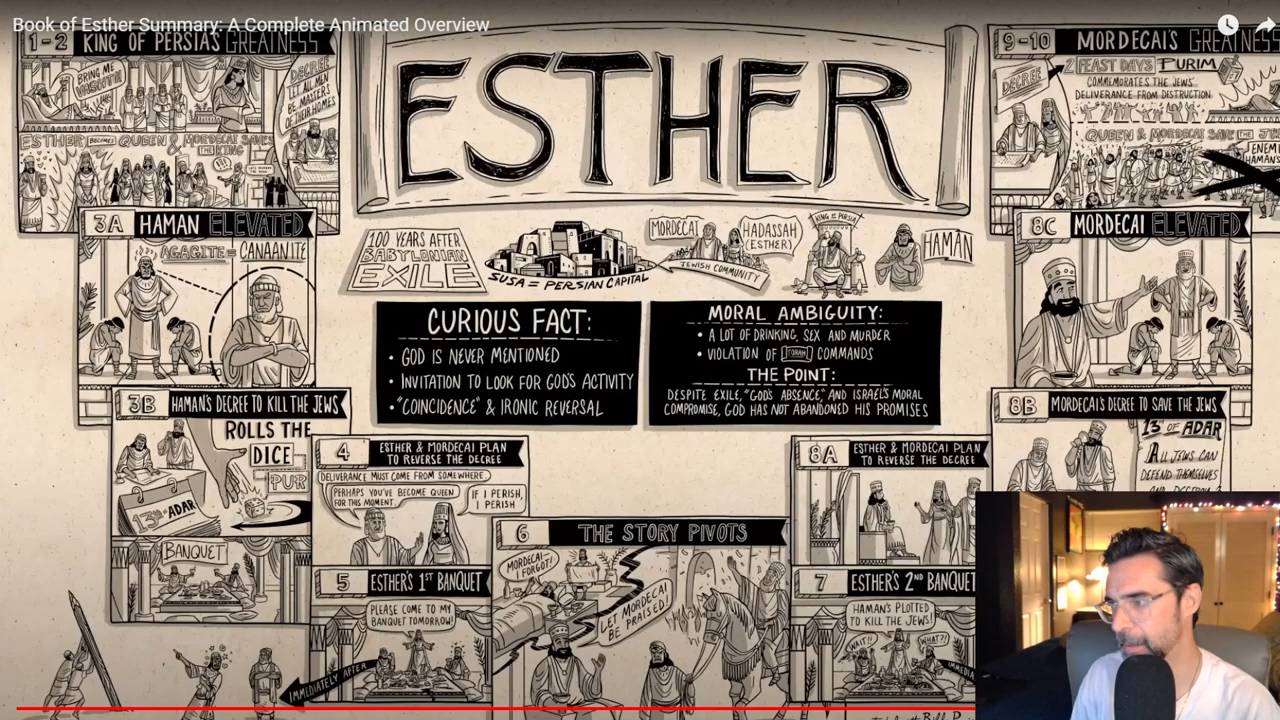 Book of Esther Summary: A Complete Animated Overview
1-2 KING OF PERSIA'S GREATNESS
BRING ME
VASHTI!
DECREE
LET ALL MEN
BE MASTERS
OF THEIR HOMES
ESTHER BECOMES QUEEN & MORDECAI SAVES
THE KING
3A HAMAN ELEVATED
AGAGITE = CANAANITE
3B HAMAN'S DECREE TO KILL THE JEWS
ROLLS THE
DICE
PUR
13TH OF ADAR
BANQUET
ESTHER
100 YEARS AFTER
BABYLONIAN
EXILE
SUSA = PERSIAN CAPITAL
MORDECAI
HADASSAH
(ESTHER)
JEWISH COMMUNITY
KING OF PERSIA
HAMAN
CURIOUS FACT:
• GOD IS NEVER MENTIONED
• INVITATION TO LOOK FOR GOD'S ACTIVITY
• "COINCIDENCE" & IRONIC REVERSAL
MORAL AMBIGUITY:
• A LOT OF DRINKING, SEX AND MURDER
• VIOLATION OF TORAH COMMANDS
THE POINT:
DESPITE EXILE, "GOD'S ABSENCE," AND ISRAEL'S MORAL
COMPROMISE, GOD HAS NOT ABANDONED HIS PROMISES
4 ESTHER & MORDECAI PLAN
TO REVERSE THE DECREE
DELIVERANCE MUST COME FROM SOMEWHERE.
PERHAPS YOU'VE BECOME QUEEN
FOR THIS MOMENT.
IF I PERISH,
I PERISH
5 ESTHER'S 1ST BANQUET
PLEASE COME TO MY
BANQUET TOMORROW!
IMMEDIATELY AFTER
6 THE STORY PIVOTS
MORDECAI-
I FORGOT!
LET MORDECAI
BE PRAISED!
7 ESTHER'S 2ND BANQUET
HAMAN'S PLOTTED
TO KILL THE JEWS!
WAIT!!
WHAT?!
8A ESTHER & MORDECAI PLAN
TO REVERSE THE DECREE
8B MORDECAI'S DECREE TO SAVE THE JEWS
13TH OF ADAR
ALL JEWS CAN
DEFEND THEMSELVES
8C MORDECAI ELEVATED
9-10 MORDECAI'S GREATNESS
DECREE
2 FEAST DAYS PURIM
COMMEMORATES THE JEWS'
DELIVERANCE FROM DESTRUCTION
QUEEN & MORDECAI SAVE THE JE
ENEM
HAMAN'S